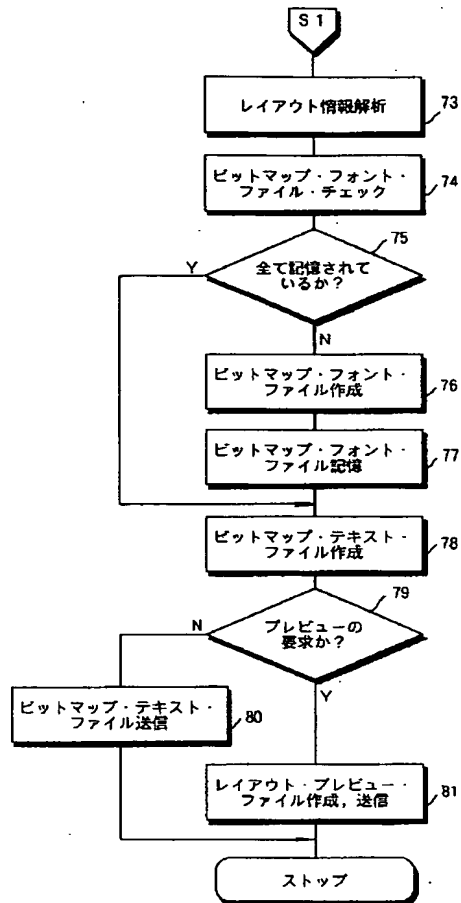 S1
レイアウト情報解析
73
ビットマップ・フォント・
ファイル・チェック
74
75
全て記憶されて
いるか?
Y
N
ビットマップ・フォント・
ファイル作成
76
ビットマップ・フォント・
ファイル記憶
77
ビットマップ・テキスト・
ファイル作成
78
79
プレビューの
要求か?
N
Y
ビットマップ・テキスト・
ファイル送信
80
レイアウト・プレビュー・
ファイル作成,送信
81
ストップ